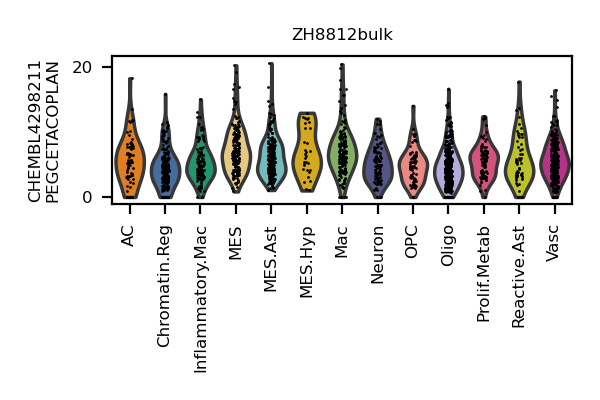 ZH8812bulk
CHEMBL4298211
PEGCETACOPLAN
20
0
AC
Chromatin.Reg
Inflammatory.Mac
MES
MES.Ast
MES.Hyp
Mac
Neuron
OPC
Oligo
Prolif.Metab
Reactive.Ast
Vasc